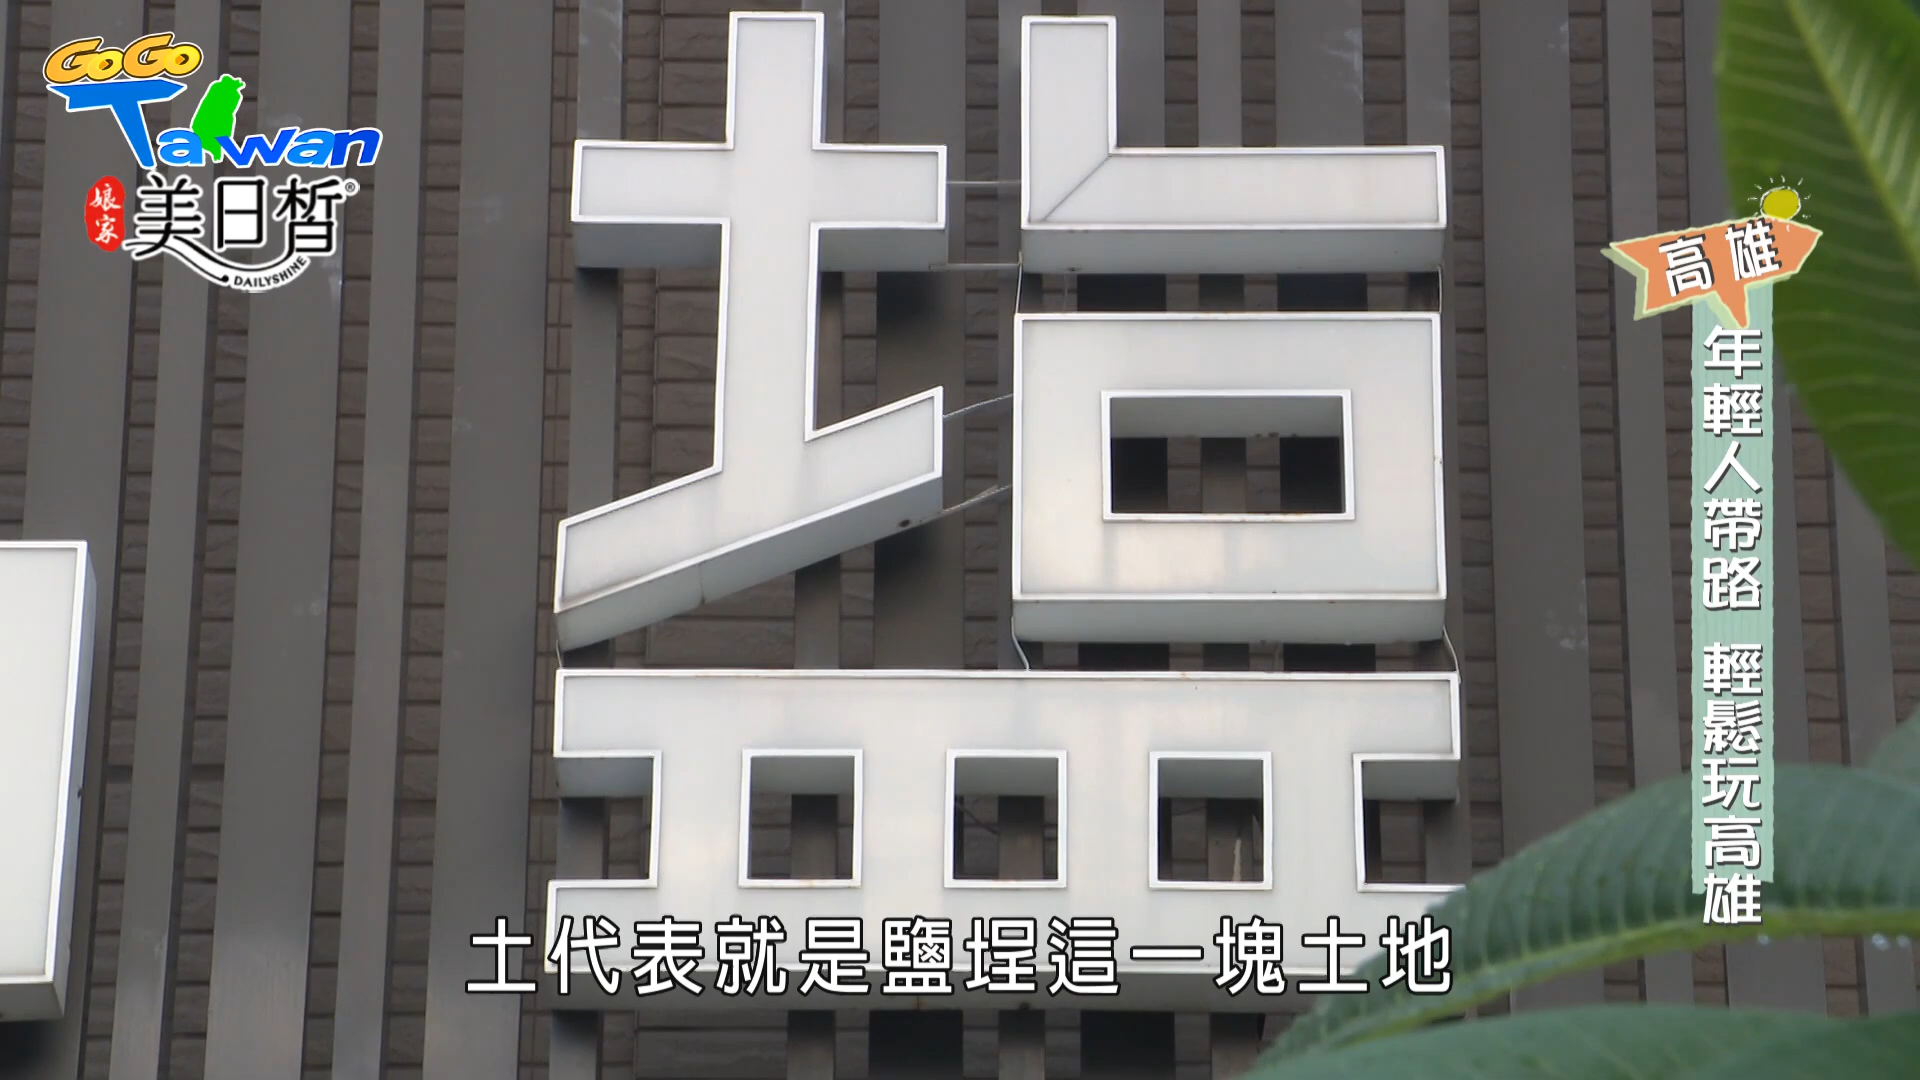 GoGo
Taiwan
娘家
美日皙®
DAILYSHINE
塩
高雄
年輕人帶路 輕鬆玩高雄
土代表就是鹽埕這一塊土地